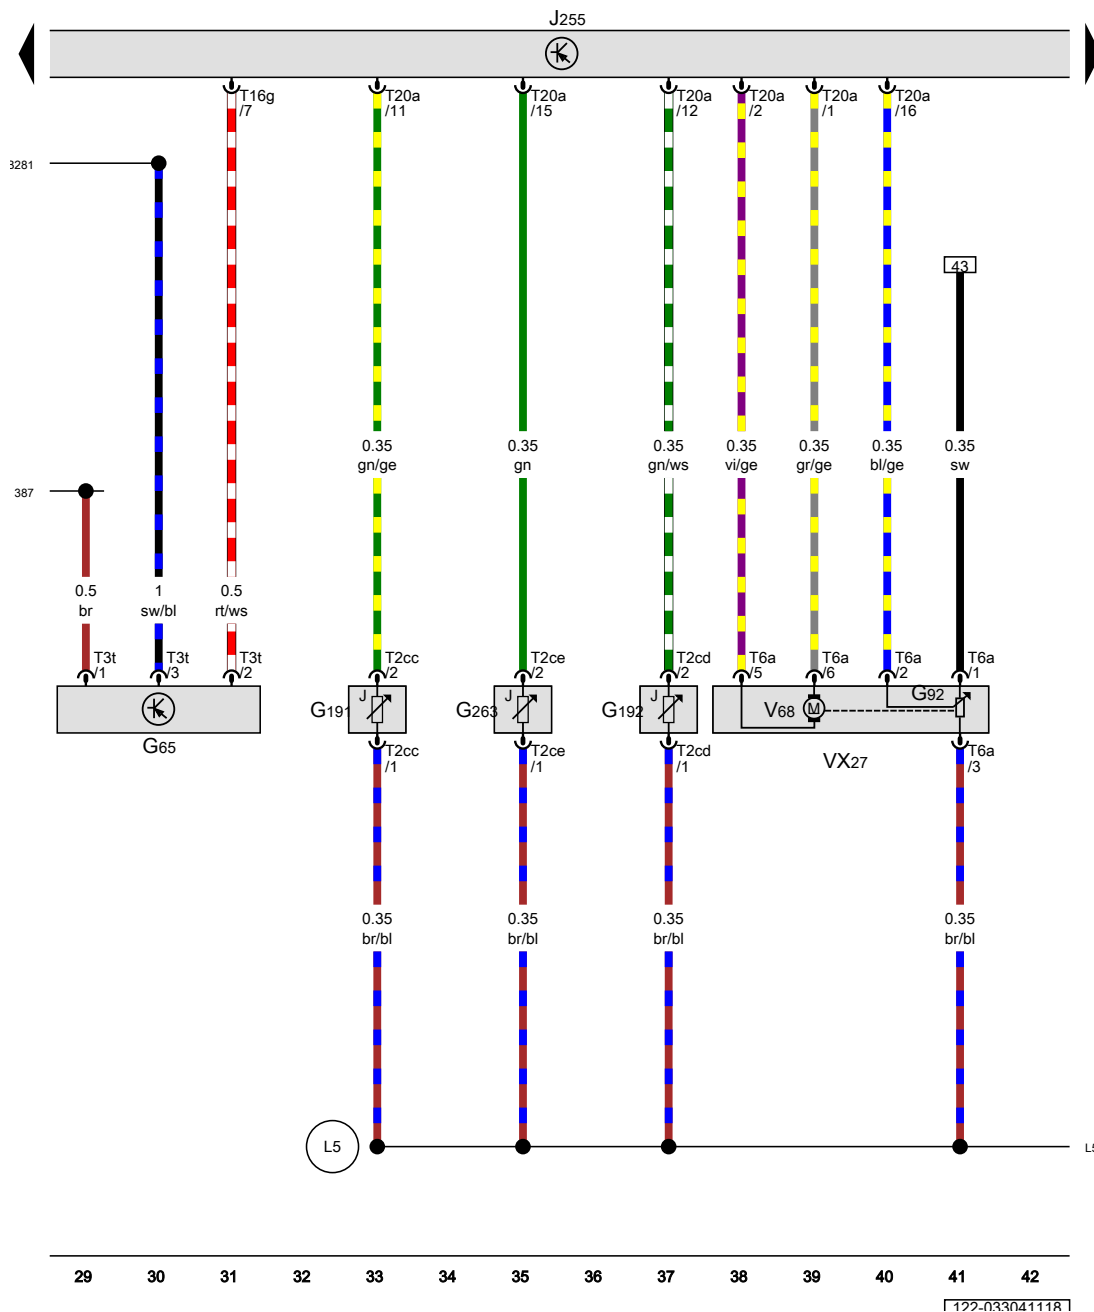 J255
T16g
/7
T20a
/11
T20a
/15
T20a
/12
T20a
/2
T20a
/1
T20a
/16
3281
43
0.35
gn/ge
0.35
gn
0.35
gn/ws
0.35
vi/ge
0.35
gr/ge
0.35
bl/ge
0.35
sw
387
0.5
br
1
sw/bl
0.5
rt/ws
T3t
/1
T3t
/3
T3t
/2
T2cc
/2
T2ce
/2
T2cd
/2
T6a
/5
T6a
/6
T6a
/2
T6a
/1
J
G191
J
G263
J
G192
V68
M
G92
G65
T2cc
/1
T2ce
/1
T2cd
/1
VX27
T6a
/3
0.35
br/bl
0.35
br/bl
0.35
br/bl
0.35
br/bl
L5
L5
29 30 31 32 33 34 35 36 37 38 39 40 41 42
122-033041118